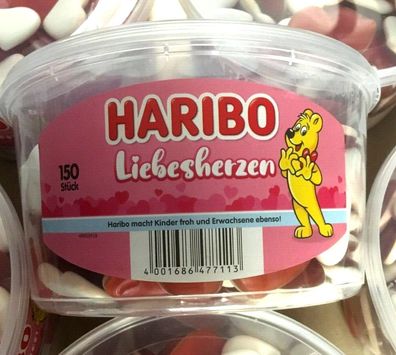 HARIBO
150
Stück
Liebesherzen
Haribo macht Kinder froh und Erwachsene ebenso!
4 001686 477113